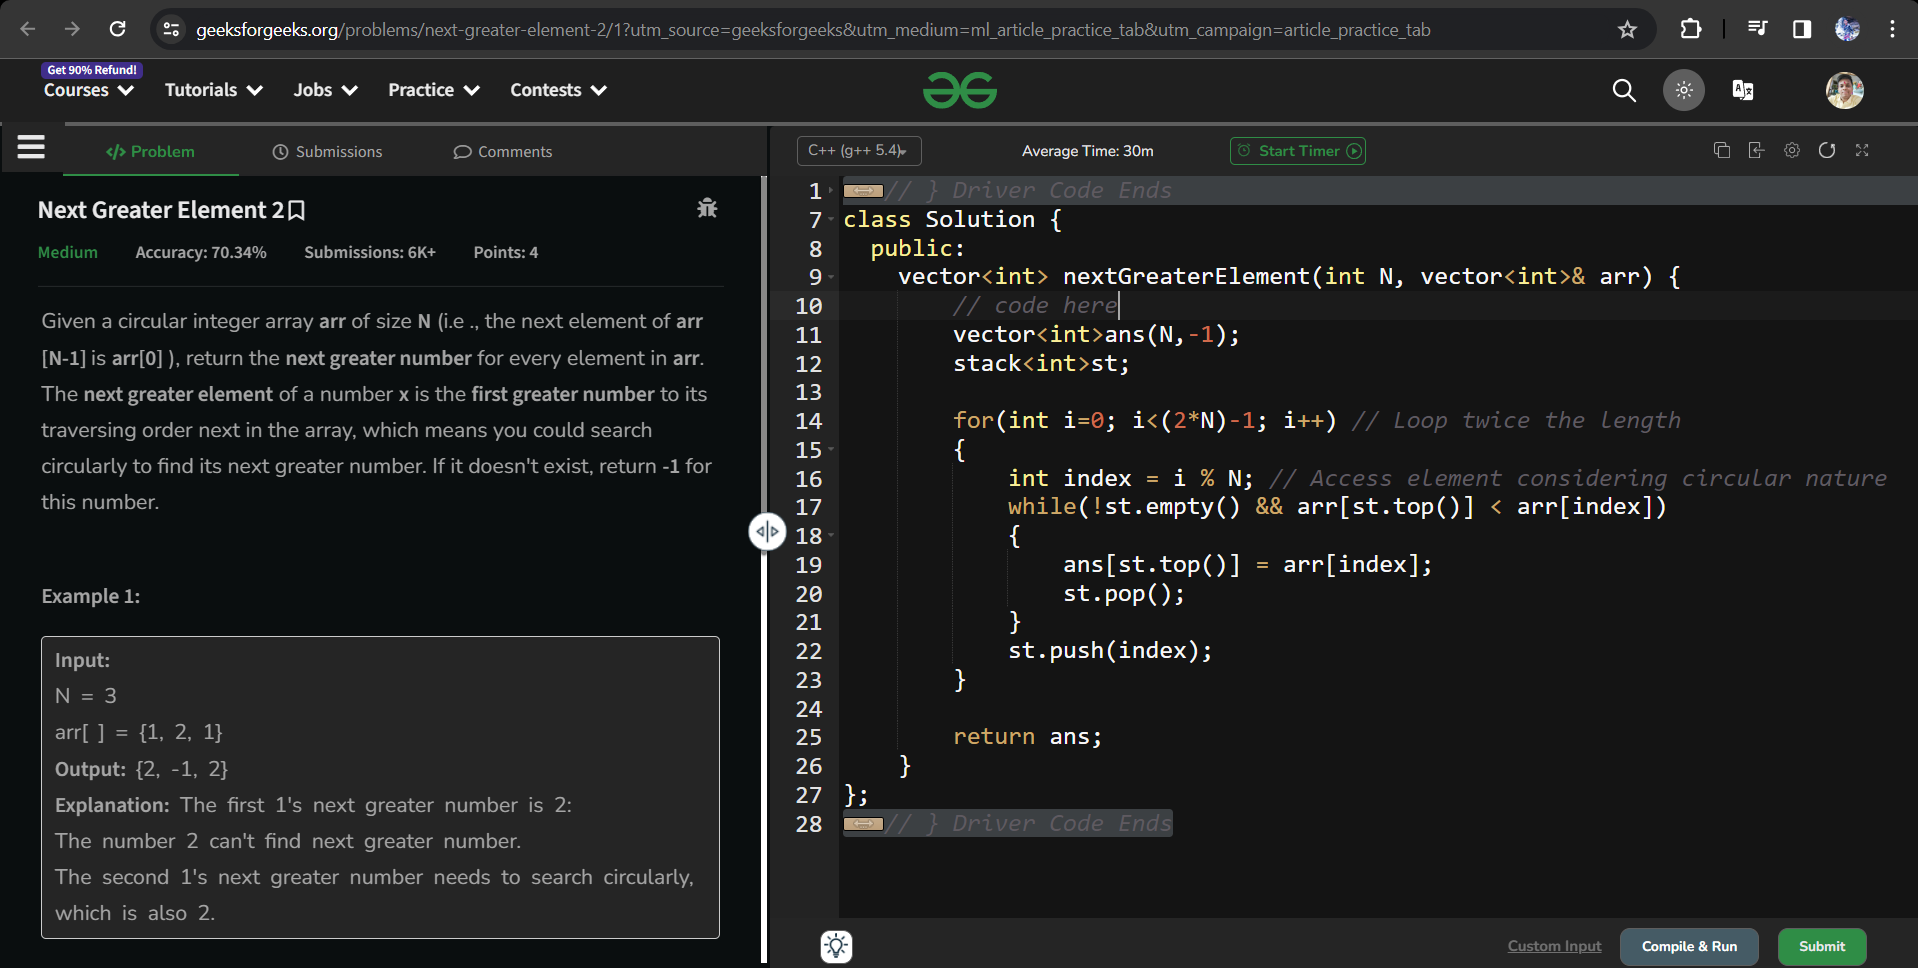 geeksforgeeks.org/problems/next-greater-element-2/1?utm_source=geeksforgeeks&utm_medium=ml_article_practice_tab&utm_campaign=article_practice_tab
Get 90% Refund!
Courses Tutorials Jobs Practice Contests
Problem Submissions Comments
Next Greater Element 2
Medium Accuracy: 70.34% Submissions: 6K+ Points: 4
Given a circular integer array arr of size N (i.e ., the next element of arr
[N-1] is arr[0] ), return the next greater number for every element in arr.
The next greater element of a number x is the first greater number to its
traversing order next in the array, which means you could search
circularly to find its next greater number. If it doesn't exist, return -1 for
this number.
Example 1:
Input:
N = 3
arr[ ] = {1, 2, 1}
Output: {2, -1, 2}
Explanation: The first 1's next greater number is 2:
The number 2 can't find next greater number.
The second 1's next greater number needs to search circularly,
which is also 2.
C++ (g++ 5.4) Average Time: 30m Start Timer
1 // } Driver Code Ends
7 class Solution {
8 public:
9 vector<int> nextGreaterElement(int N, vector<int>& arr) {
10 // code here
11 vector<int>ans(N,-1);
12 stack<int>st;
13
14 for(int i=0; i<(2*N)-1; i++) // Loop twice the length
15 {
16 int index = i % N; // Access element considering circular nature
17 while(!st.empty() && arr[st.top()] < arr[index])
18 {
19 ans[st.top()] = arr[index];
20 st.pop();
21 }
22 st.push(index);
23 }
24
25 return ans;
26 }
27 };
28 // } Driver Code Ends
Custom Input Compile & Run Submit